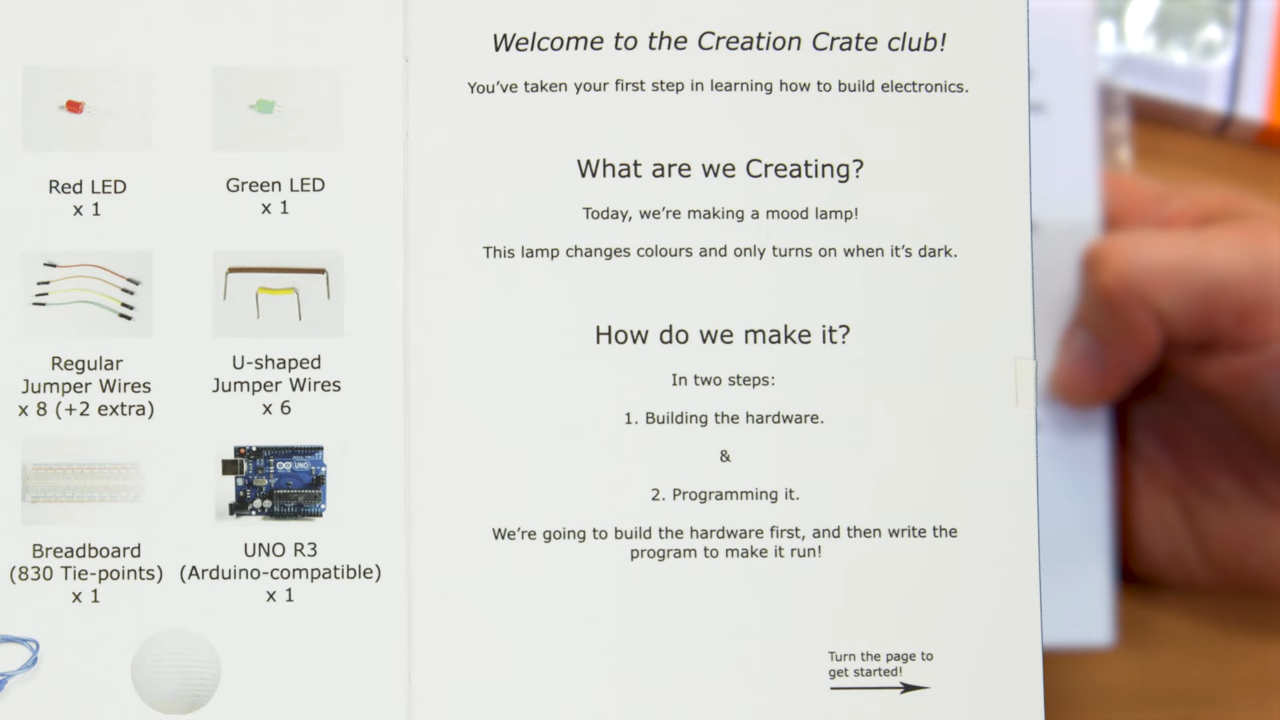 Red LED
x 1
Green LED
x 1
Regular
Jumper Wires
x 8 (+2 extra)
U-shaped
Jumper Wires
x 6
UNO
Breadboard
(830 Tie-points)
x 1
UNO R3
(Arduino-compatible)
x 1
Welcome to the Creation Crate club!
You've taken your first step in learning how to build electronics.
What are we Creating?
Today, we're making a mood lamp!
This lamp changes colours and only turns on when it's dark.
How do we make it?
In two steps:
1. Building the hardware.
&
2. Programming it.
We're going to build the hardware first, and then write the
program to make it run!
Turn the page to
get started!